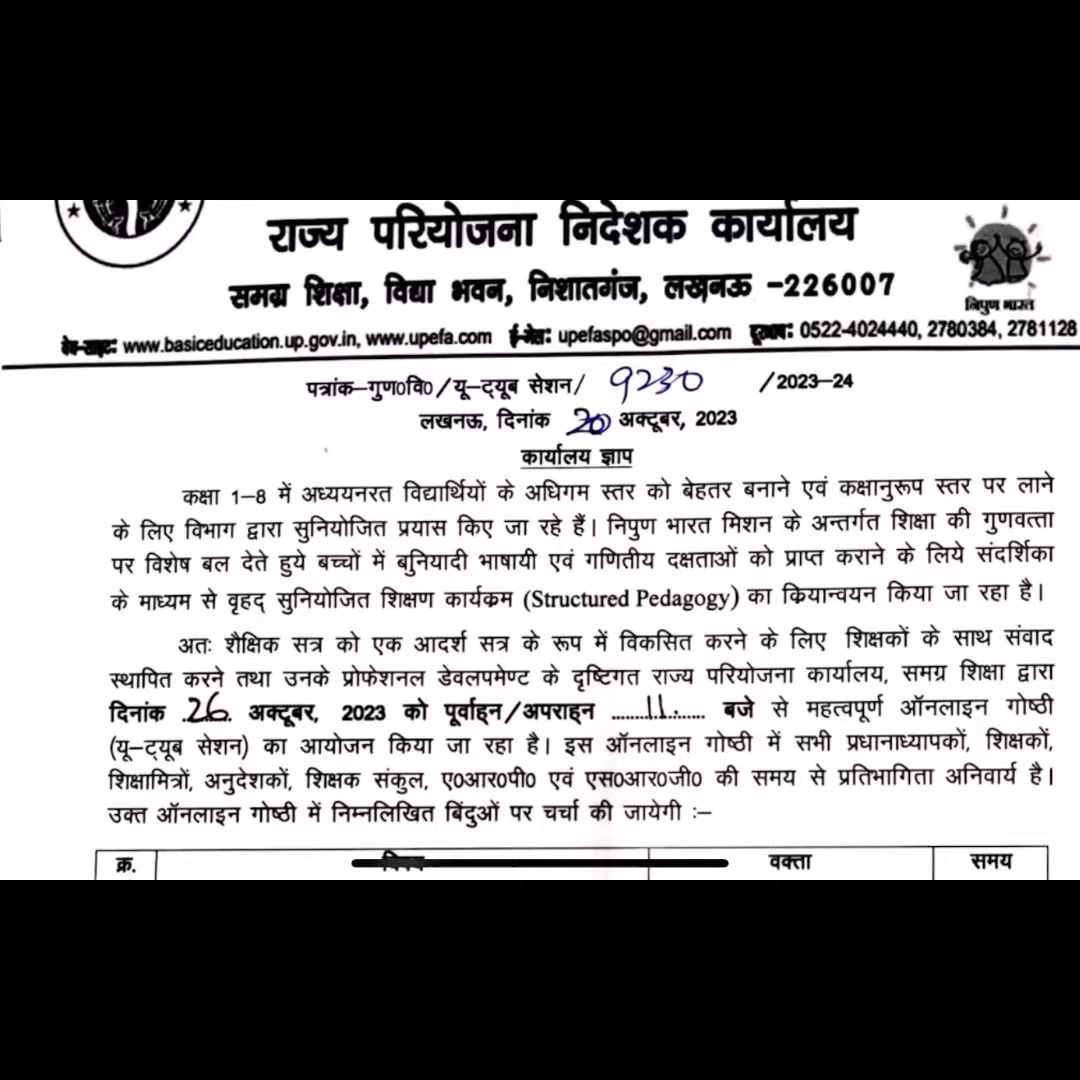 राज्य परियोजना निदेशक कार्यालय
समग्र शिक्षा, विद्या भवन, निशातगंज, लखनऊ -226007
निपुण भारत
वेब-साइट: www.basiceducation.up.gov.in, www.upefa.com ई-मेल: upefaspo@gmail.com दूरभाष: 0522-4024440, 2780384, 2781128
पत्रांक-गुण0वि0/यू-ट्यूब सेशन/ 9230 /2023-24
लखनऊ, दिनांक 20 अक्टूबर, 2023
कार्यालय ज्ञाप
कक्षा 1-8 में अध्ययनरत विद्यार्थियों के अधिगम स्तर को बेहतर बनाने एवं कक्षानुरूप स्तर पर लाने
के लिए विभाग द्वारा सुनियोजित प्रयास किए जा रहे हैं। निपुण भारत मिशन के अन्तर्गत शिक्षा की गुणवत्ता
पर विशेष बल देते हुये बच्चों में बुनियादी भाषायी एवं गणितीय दक्षताओं को प्राप्त कराने के लिये संदर्शिका
के माध्यम से वृहद् सुनियोजित शिक्षण कार्यक्रम (Structured Pedagogy) का क्रियान्वयन किया जा रहा है।
अतः शैक्षिक सत्र को एक आदर्श सत्र के रूप में विकसित करने के लिए शिक्षकों के साथ संवाद
स्थापित करने तथा उनके प्रोफेशनल डेवलपमेण्ट के दृष्टिगत राज्य परियोजना कार्यालय, समग्र शिक्षा द्वारा
दिनांक .26. अक्टूबर, 2023 को पूर्वाह्न/अपराह्न .........11....... बजे से महत्वपूर्ण ऑनलाइन गोष्ठी
(यू-ट्यूब सेशन) का आयोजन किया जा रहा है। इस ऑनलाइन गोष्ठी में सभी प्रधानाध्यापकों, शिक्षकों,
शिक्षामित्रों, अनुदेशकों, शिक्षक संकुल, ए0आर0पी0 एवं एस0आर0जी0 की समय से प्रतिभागिता अनिवार्य है।
उक्त ऑनलाइन गोष्ठी में निम्नलिखित बिंदुओं पर चर्चा की जायेगी :-
क्र. वक्ता समय